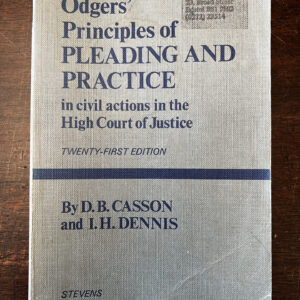 Odgers'
Principles of
PLEADING AND
PRACTICE
in civil actions in the
High Court of Justice
TWENTY-FIRST EDITION
By D. B. CASSON
and I. H. DENNIS
STEVENS